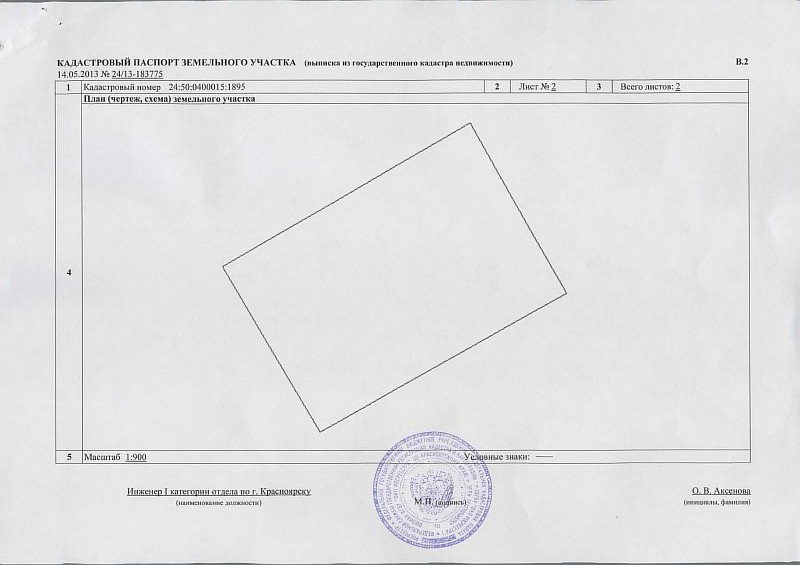 КАДАСТРОВЫЙ ПАСПОРТ ЗЕМЕЛЬНОГО УЧАСТКА (выписка из государственного кадастра недвижимости) В.2
14.05.2013 № 24/13-183775
1 Кадастровый номер 24:50:0400015:1895 2 Лист № 2 3 Всего листов: 2
План (чертеж, схема) земельного участка
4
5 Масштаб 1:900 Условные знаки: ——
Инженер I категории отдела по г. Красноярску О. В. Аксенова
(наименование должности) М.П. (подпись) (инициалы, фамилия)